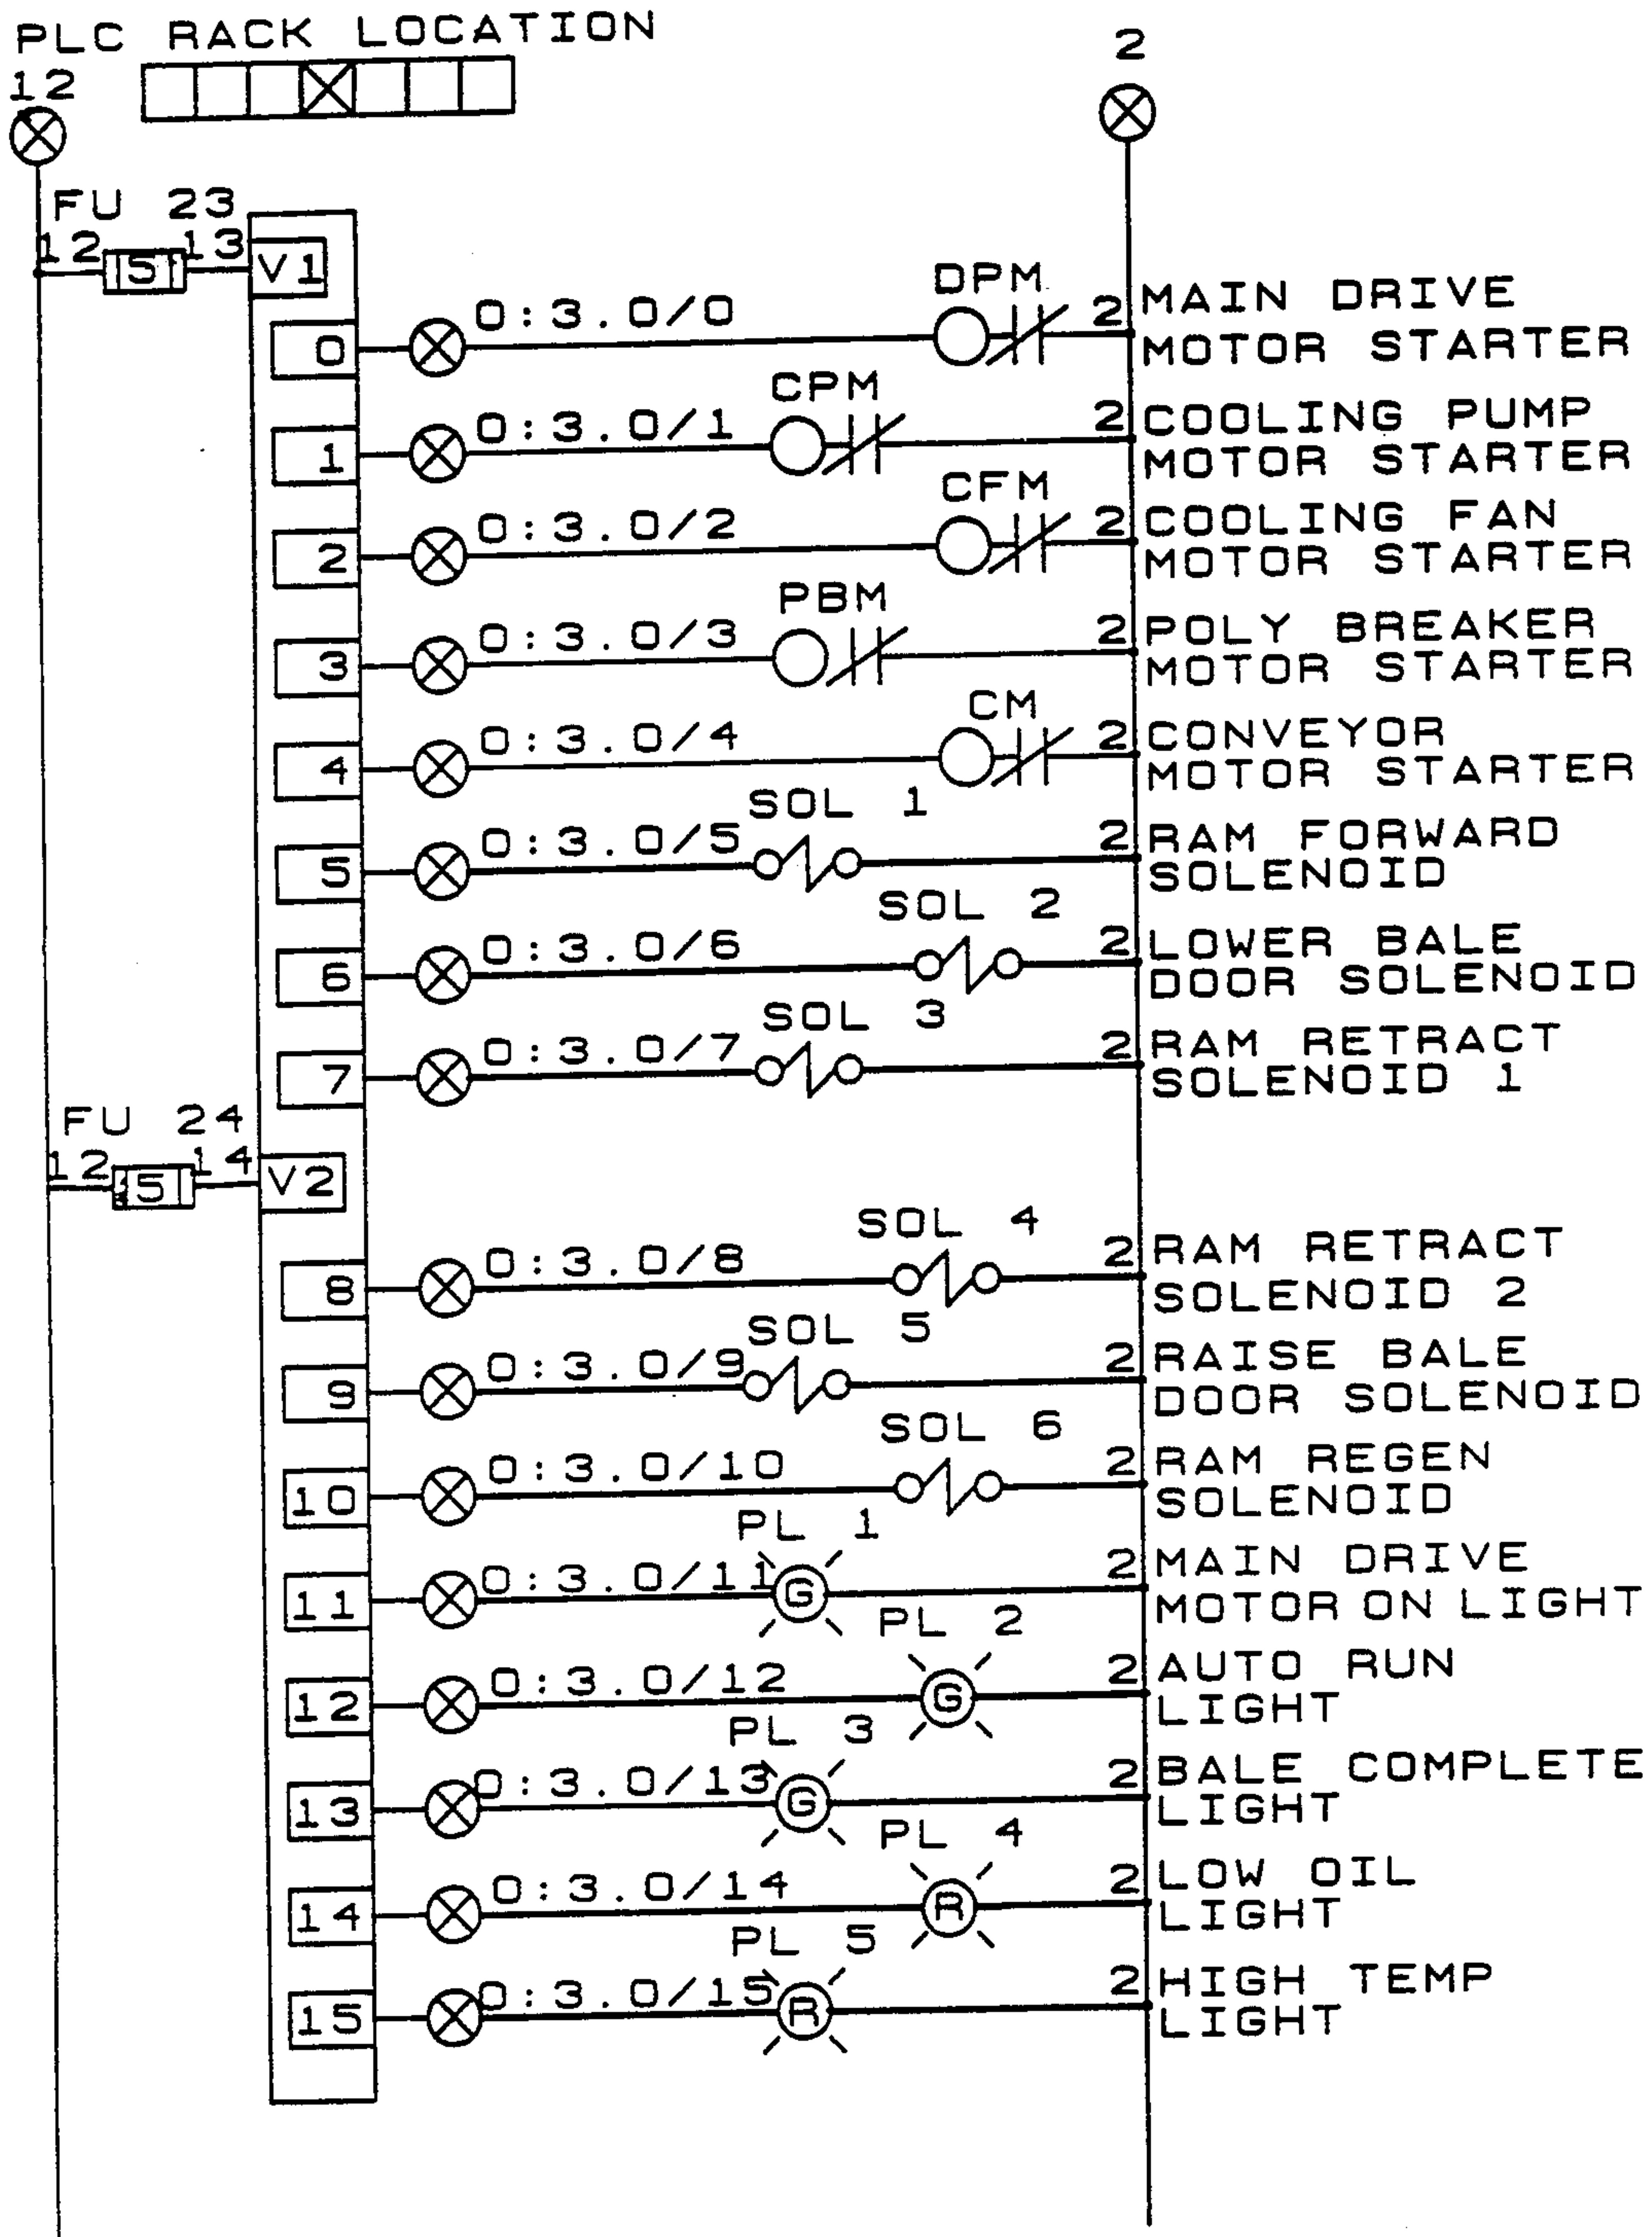 PLC RACK LOCATION
12
2
FU 23
12 5 13 V1
0 O:3.0/0 DPM 2 MAIN DRIVE
MOTOR STARTER
1 O:3.0/1 CPM 2 COOLING PUMP
MOTOR STARTER
2 O:3.0/2 CFM 2 COOLING FAN
MOTOR STARTER
3 O:3.0/3 PBM 2 POLY BREAKER
MOTOR STARTER
4 O:3.0/4 CM 2 CONVEYOR
MOTOR STARTER
5 O:3.0/5 SOL 1 2 RAM FORWARD
SOLENOID
6 O:3.0/6 SOL 2 2 LOWER BALE
DOOR SOLENOID
7 O:3.0/7 SOL 3 2 RAM RETRACT
SOLENOID 1
FU 24
12 5 14 V2
8 O:3.0/8 SOL 4 2 RAM RETRACT
SOLENOID 2
9 O:3.0/9 SOL 5 2 RAISE BALE
DOOR SOLENOID
10 O:3.0/10 SOL 6 2 RAM REGEN
SOLENOID
11 O:3.0/11 PL 1 G 2 MAIN DRIVE
MOTOR ON LIGHT
12 O:3.0/12 PL 2 G 2 AUTO RUN
LIGHT
13 O:3.0/13 PL 3 G 2 BALE COMPLETE
LIGHT
14 O:3.0/14 PL 4 R 2 LOW OIL
LIGHT
15 O:3.0/15 PL 5 R 2 HIGH TEMP
LIGHT